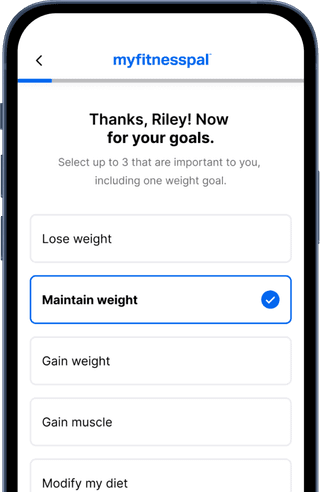 myfitnesspal
Thanks, Riley! Now
for your goals.
Select up to 3 that are important to you,
including one weight goal.
Lose weight
Maintain weight
Gain weight
Gain muscle
Modify my diet